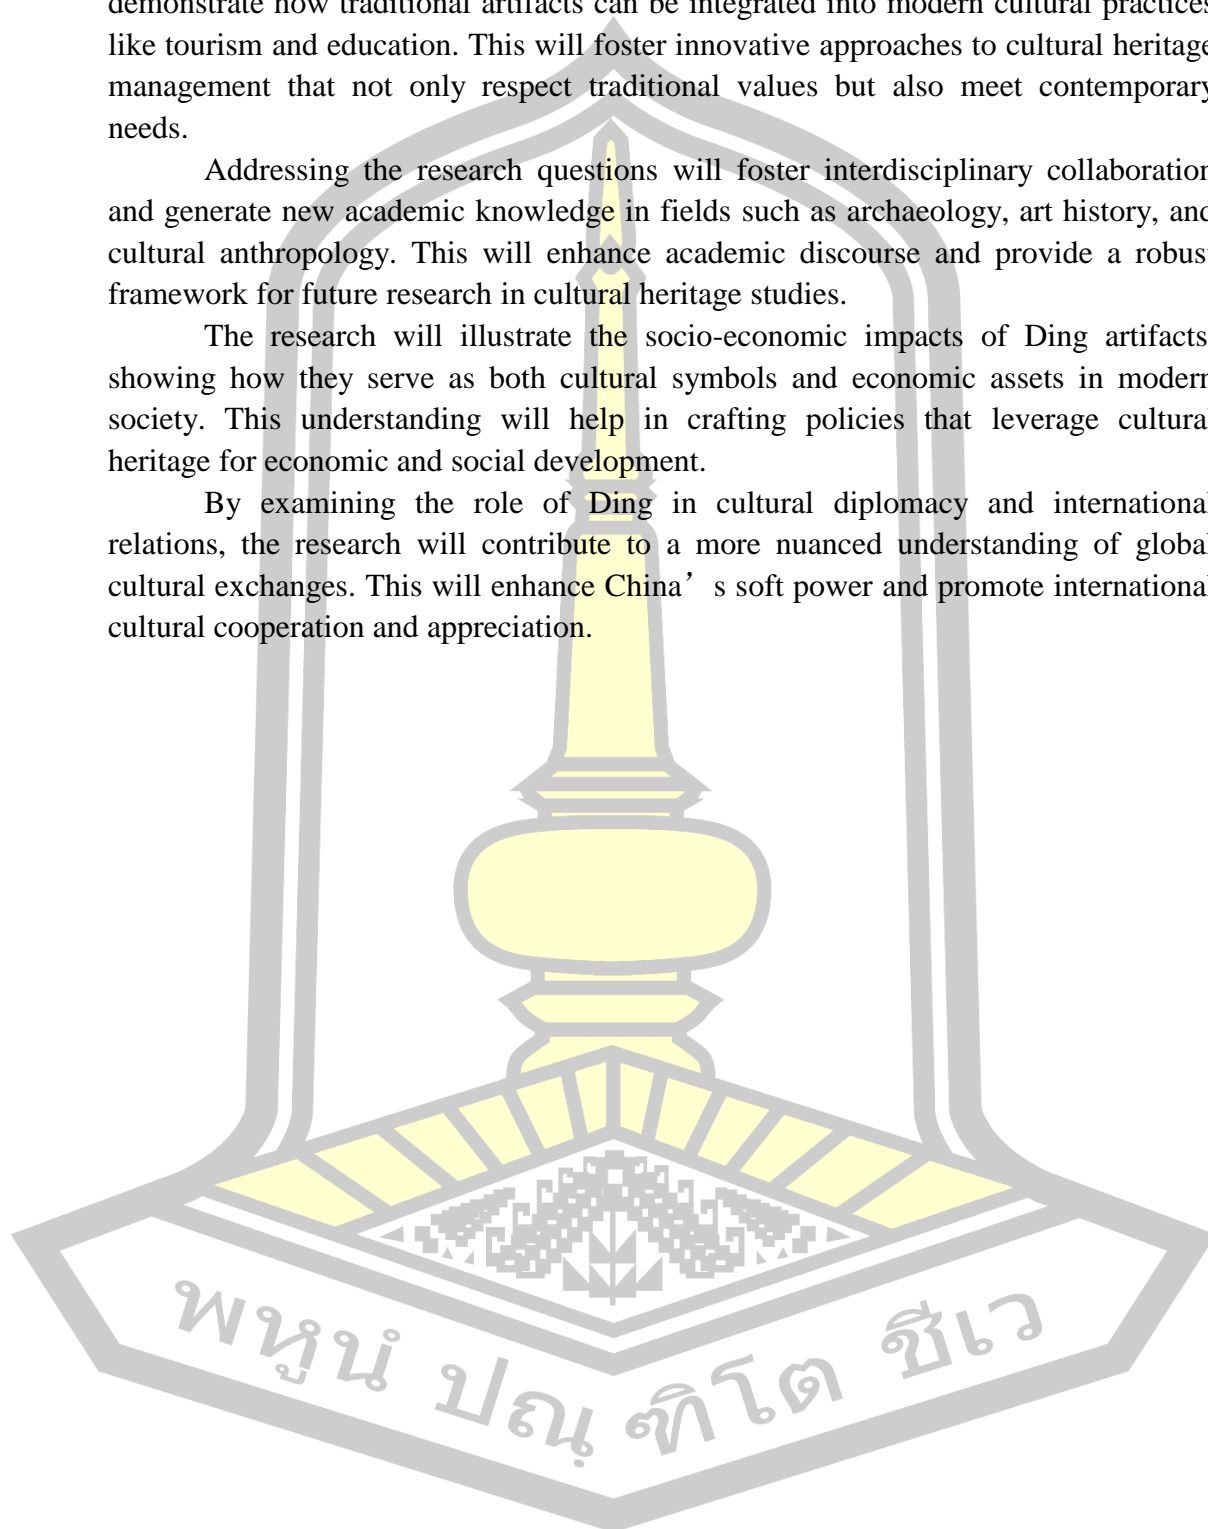 demonstrate how traditional artifacts can be integrated into modern cultural practices
like tourism and education. This will foster innovative approaches to cultural heritage
management that not only respect traditional values but also meet contemporary
needs.
Addressing the research questions will foster interdisciplinary collaboration
and generate new academic knowledge in fields such as archaeology, art history, and
cultural anthropology. This will enhance academic discourse and provide a robust
framework for future research in cultural heritage studies.
The research will illustrate the socio-economic impacts of Ding artifacts
showing how they serve as both cultural symbols and economic assets in modern
society. This understanding will help in crafting policies that leverage cultural
heritage for economic and social development.
By examining the role of Ding in cultural diplomacy and international
relations, the research will contribute to a more nuanced understanding of global
cultural exchanges. This will enhance China’ s soft power and promote international
cultural cooperation and appreciation.
พหูนํ ปณฺฑิโต ชีเว